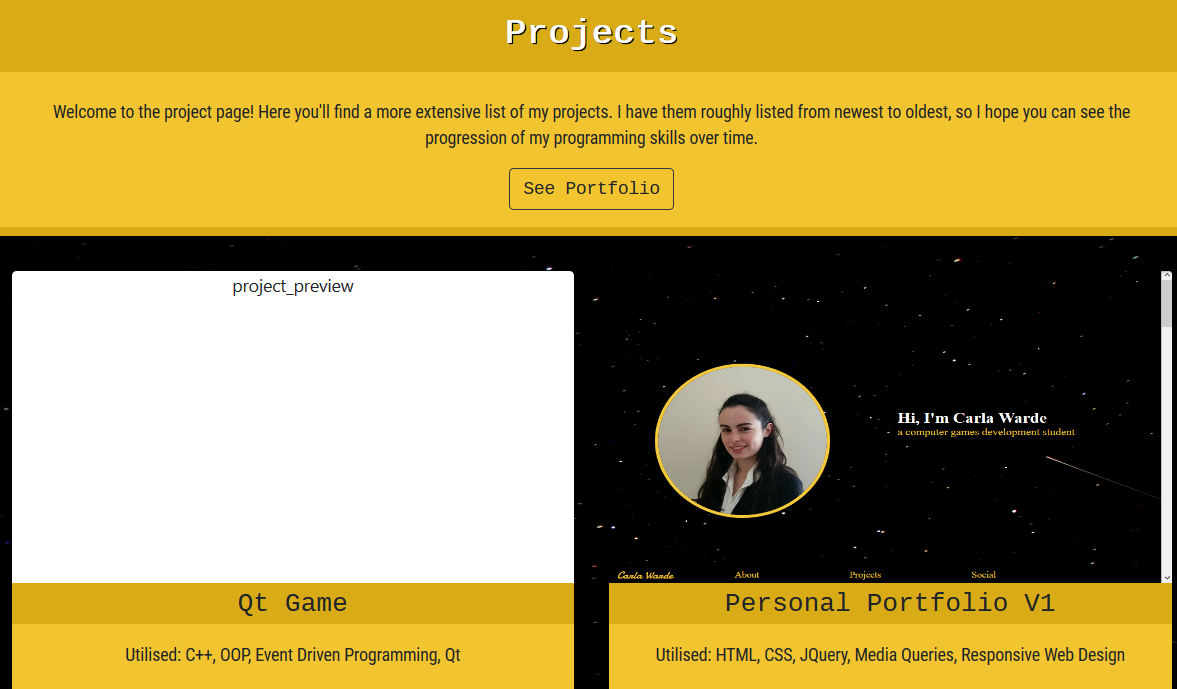 Projects
Welcome to the project page! Here you'll find a more extensive list of my projects. I have them roughly listed from newest to oldest, so I hope you can see the
progression of my programming skills over time.
See Portfolio
project_preview
Hi, I'm Carla Warde
a computer games development student
Carla Warde About Projects Social
Qt Game
Personal Portfolio V1
Utilised: C++, OOP, Event Driven Programming, Qt
Utilised: HTML, CSS, JQuery, Media Queries, Responsive Web Design